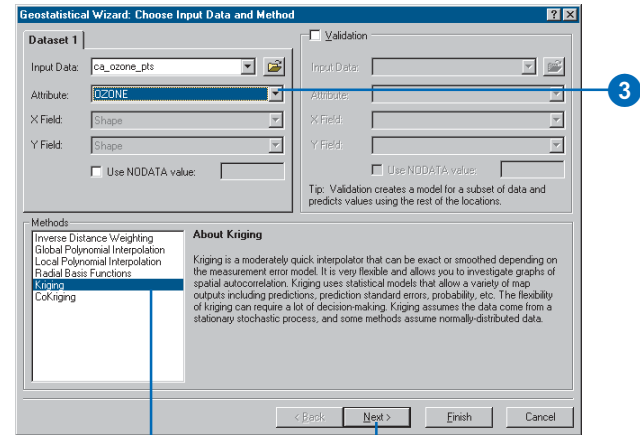 Geostatistical Wizard: Choose Input Data and Method
Dataset 1
Input Data: ca_ozone_pts
Attribute: OZONE
X Field: Shape
Y Field: Shape
Use NODATA value:
Validation
Input Data:
Attribute:
X Field:
Y Field:
Use NODATA value:
Tip: Validation creates a model for a subset of data and
predicts values using the rest of the locations.
3
Methods
Inverse Distance Weighting
Global Polynomial Interpolation
Local Polynomial Interpolation
Radial Basis Functions
Kriging
CoKriging
About Kriging
Kriging is a moderately quick interpolator that can be exact or smoothed depending on
the measurement error model. It is very flexible and allows you to investigate graphs of
spatial autocorrelation. Kriging uses statistical models that allow a variety of map
outputs including predictions, prediction standard errors, probability, etc. The flexibility
of kriging can require a lot of decision-making. Kriging assumes the data come from a
stationary stochastic process, and some methods assume normally-distributed data.
< Back Next > Finish Cancel